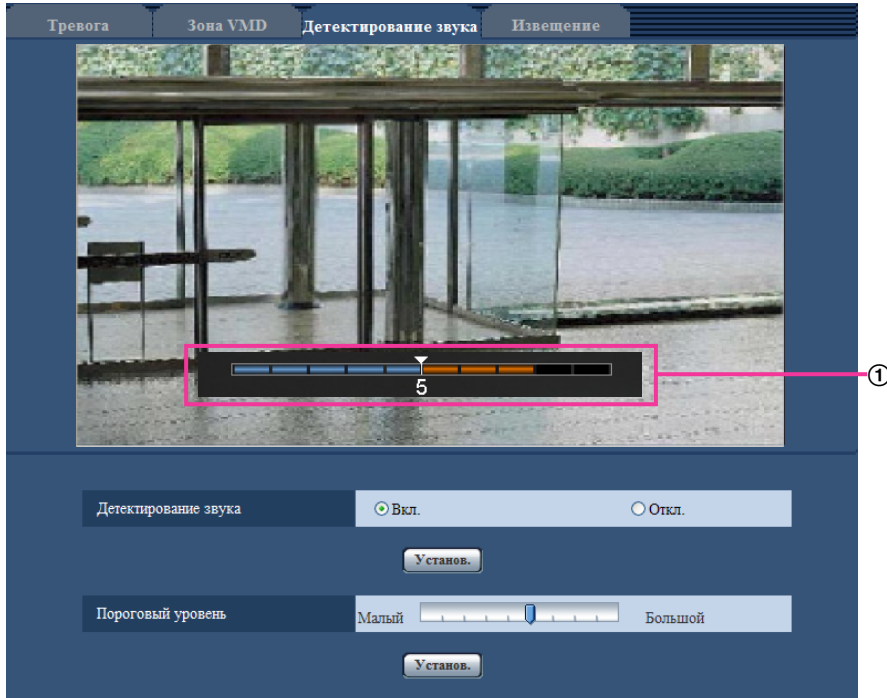 Тревога Зона VMD Детектирование звука Извещение
5
①
Детектирование звука Вкл. Откл.
Установ.
Пороговый уровень Малый Большой
Установ.